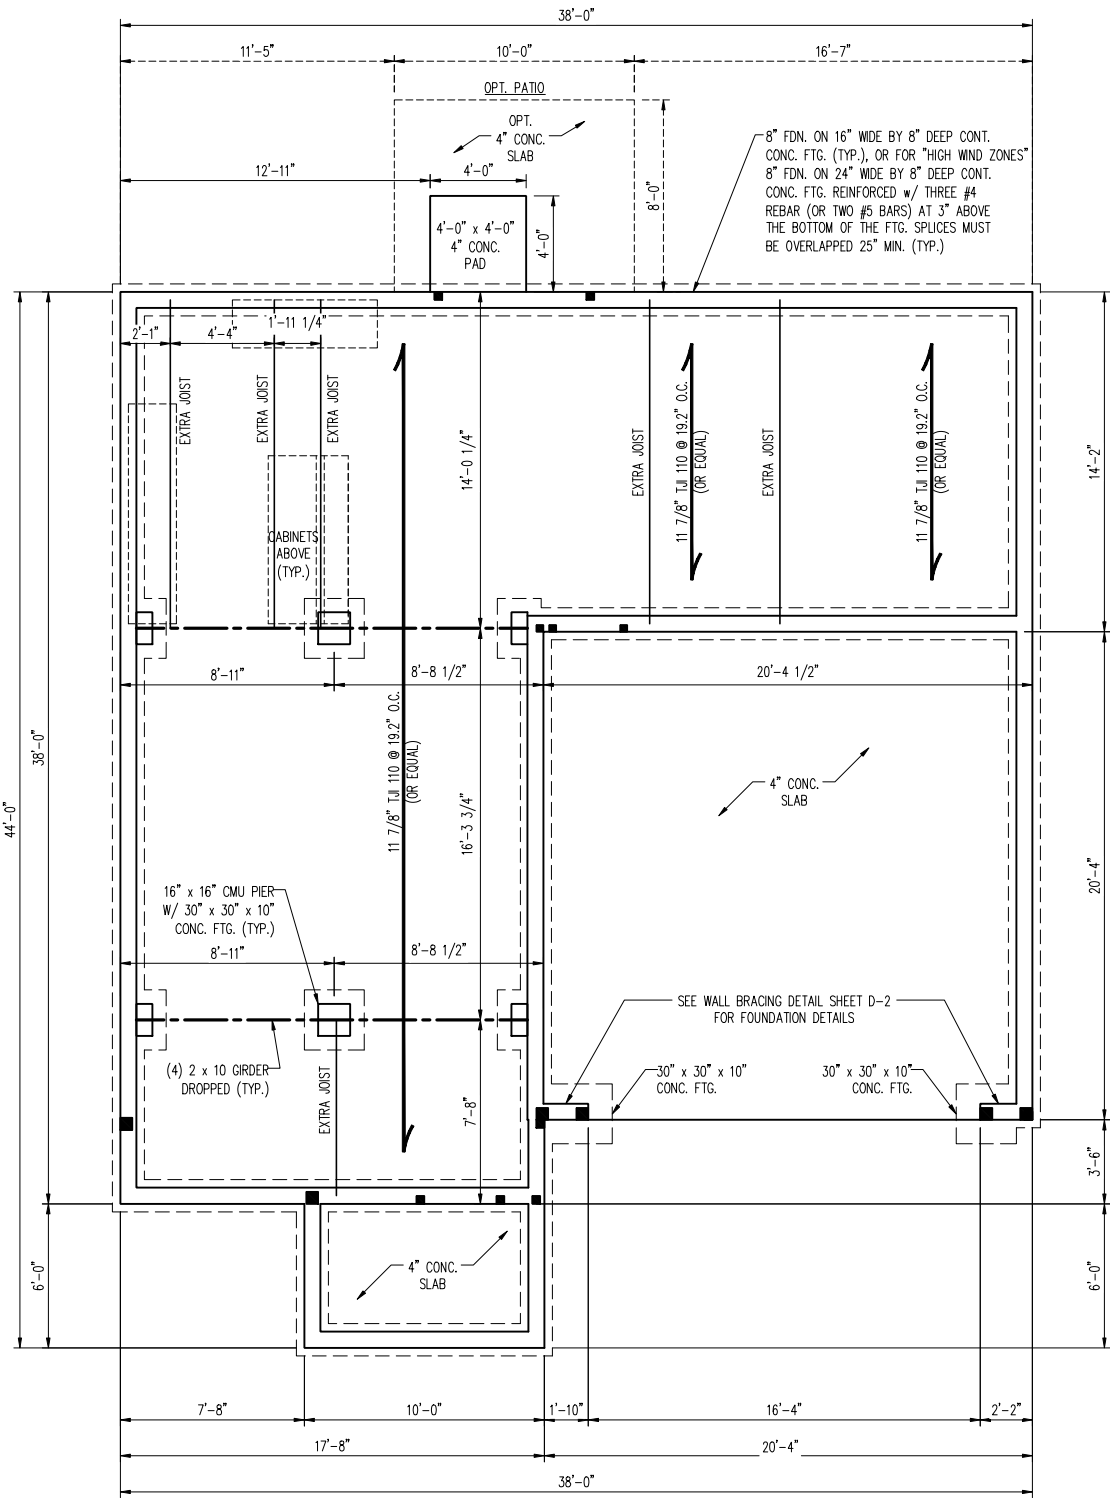 38'-0"
11'-5"
10'-0"
16'-7"
OPT. PATIO
OPT.
4" CONC.
SLAB
8" FDN. ON 16" WIDE BY 8" DEEP CONT.
CONC. FTG. (TYP.), OR FOR "HIGH WIND ZONES"
8" FDN. ON 24" WIDE BY 8" DEEP CONT.
CONC. FTG. REINFORCED w/ THREE #4
REBAR (OR TWO #5 BARS) AT 3" ABOVE
THE BOTTOM OF THE FTG. SPLICES MUST
BE OVERLAPPED 25" MIN. (TYP.)
12'-11"
4'-0"
8'-0"
4'-0" x 4'-0"
4" CONC.
PAD
4'-0"
1'-11 1/4"
2'-1"
4'-4"
EXTRA JOIST
EXTRA JOIST
EXTRA JOIST
14'-0 1/4"
EXTRA JOIST
11 7/8" TJI 110 @ 19.2" O.C.
(OR EQUAL)
EXTRA JOIST
11 7/8" TJI 110 @ 19.2" O.C.
(OR EQUAL)
14'-2"
CABINETS
ABOVE
(TYP.)
8'-11"
8'-8 1/2"
20'-4 1/2"
38'-0"
44'-0"
11 7/8" TJI 110 @ 19.2" O.C.
(OR EQUAL)
16'-3 3/4"
4" CONC.
SLAB
20'-4"
16" x 16" CMU PIER
W/ 30" x 30" x 10"
CONC. FTG. (TYP.)
8'-11"
8'-8 1/2"
SEE WALL BRACING DETAIL SHEET D-2
FOR FOUNDATION DETAILS
(4) 2 x 10 GIRDER
DROPPED (TYP.)
EXTRA JOIST
7'-8"
30" x 30" x 10"
CONC. FTG.
30" x 30" x 10"
CONC. FTG.
3'-6"
6'-0"
4" CONC.
SLAB
6'-0"
7'-8"
10'-0"
1'-10"
16'-4"
2'-2"
17'-8"
20'-4"
38'-0"